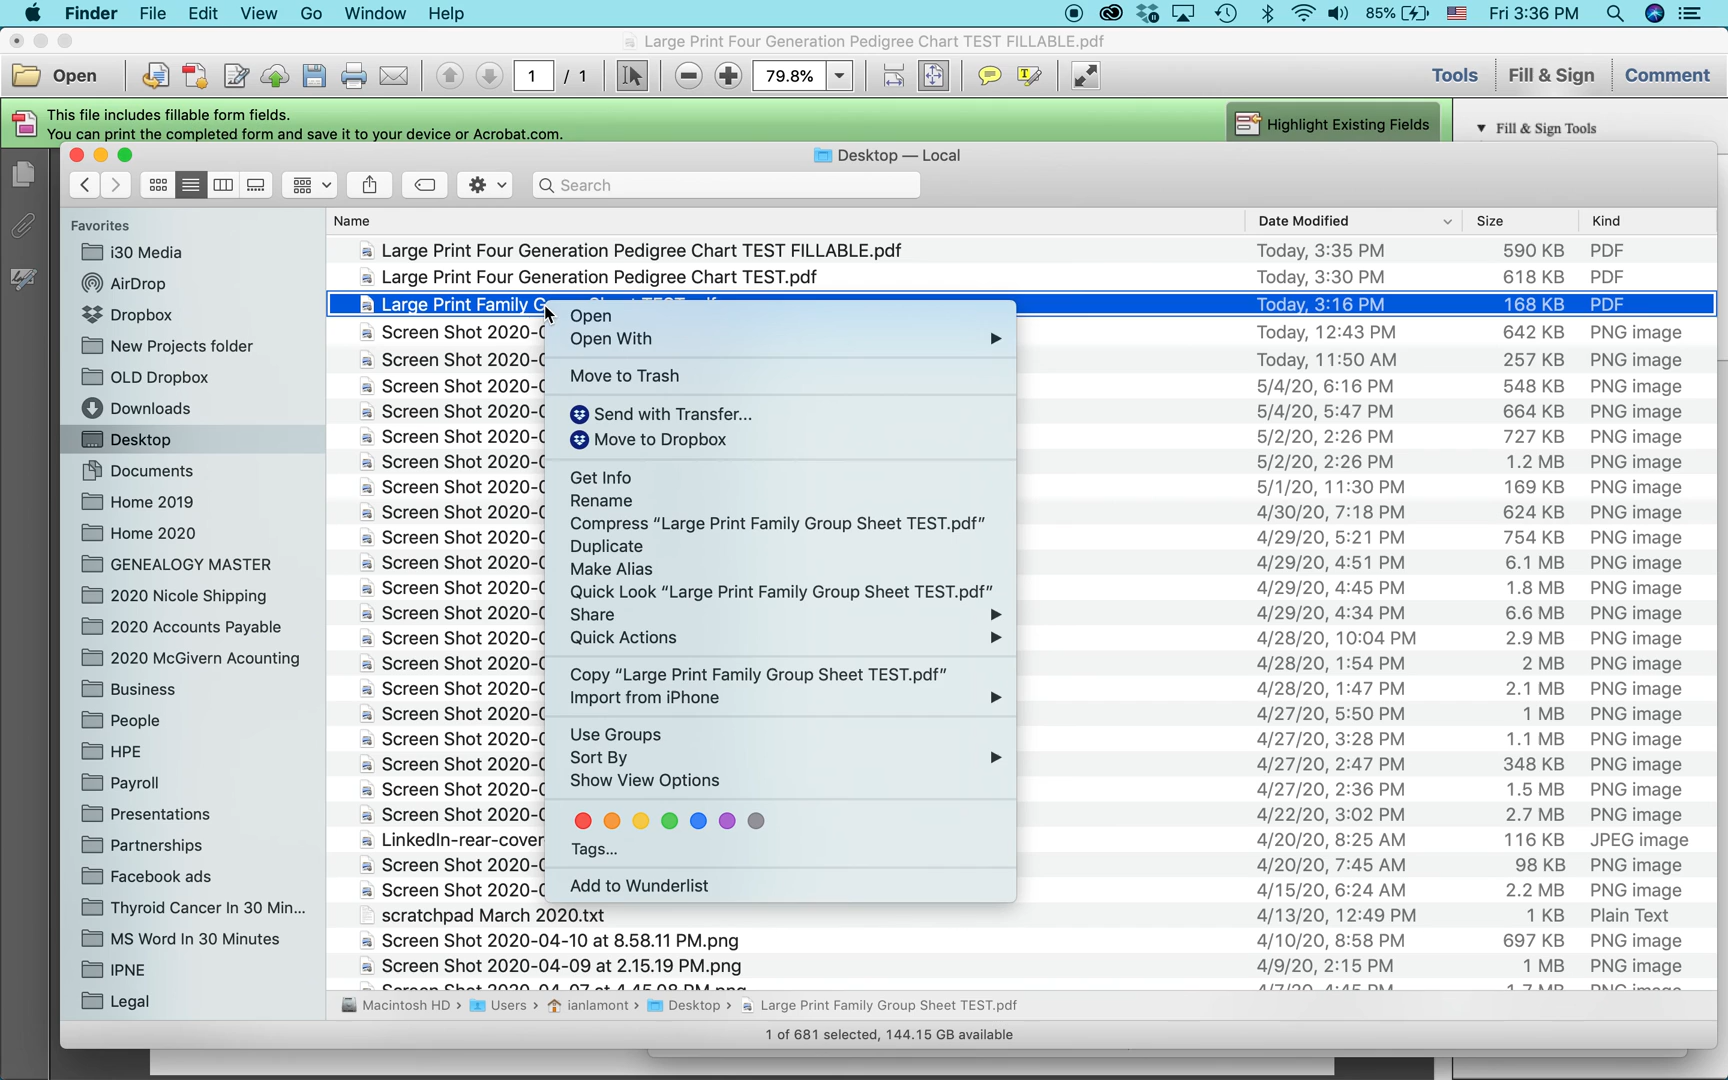 Finder File Edit View Go Window Help 85% Fri 3:36 PM
Large Print Four Generation Pedigree Chart TEST FILLABLE.pdf
Open 1 / 1 79.8% Tools Fill & Sign Comment
This file includes fillable form fields.
You can print the completed form and save it to your device or Acrobat.com.
Highlight Existing Fields
Fill & Sign Tools
Desktop — Local
Search
Favorites
i30 Media
AirDrop
Dropbox
New Projects folder
OLD Dropbox
Downloads
Desktop
Documents
Home 2019
Home 2020
GENEALOGY MASTER
2020 Nicole Shipping
2020 Accounts Payable
2020 McGivern Acounting
Business
People
HPE
Payroll
Presentations
Partnerships
Facebook ads
Thyroid Cancer In 30 Min...
MS Word In 30 Minutes
IPNE
Legal
Name Date Modified Size Kind
Large Print Four Generation Pedigree Chart TEST FILLABLE.pdf Today, 3:35 PM 590 KB PDF
Large Print Four Generation Pedigree Chart TEST.pdf Today, 3:30 PM 618 KB PDF
Large Print Family Today, 3:16 PM 168 KB PDF
Screen Shot 2020-0 Today, 12:43 PM 642 KB PNG image
Screen Shot 2020-0 Today, 11:50 AM 257 KB PNG image
Screen Shot 2020-0 5/4/20, 6:16 PM 548 KB PNG image
Screen Shot 2020-0 5/4/20, 5:47 PM 664 KB PNG image
Screen Shot 2020-0 5/2/20, 2:26 PM 727 KB PNG image
Screen Shot 2020-0 5/2/20, 2:26 PM 1.2 MB PNG image
Screen Shot 2020-0 5/1/20, 11:30 PM 169 KB PNG image
Screen Shot 2020-0 4/30/20, 7:18 PM 624 KB PNG image
Screen Shot 2020-0 4/29/20, 5:21 PM 754 KB PNG image
Screen Shot 2020-0 4/29/20, 4:51 PM 6.1 MB PNG image
Screen Shot 2020-0 4/29/20, 4:45 PM 1.8 MB PNG image
Screen Shot 2020-0 4/29/20, 4:34 PM 6.6 MB PNG image
Screen Shot 2020-0 4/28/20, 10:04 PM 2.9 MB PNG image
Screen Shot 2020-0 4/28/20, 1:54 PM 2 MB PNG image
Screen Shot 2020-0 4/28/20, 1:47 PM 2.1 MB PNG image
Screen Shot 2020-0 4/27/20, 5:50 PM 1 MB PNG image
Screen Shot 2020-0 4/27/20, 3:28 PM 1.1 MB PNG image
Screen Shot 2020-0 4/27/20, 2:47 PM 348 KB PNG image
Screen Shot 2020-0 4/27/20, 2:36 PM 1.5 MB PNG image
Screen Shot 2020-0 4/22/20, 3:02 PM 2.7 MB PNG image
LinkedIn-rear-cover 4/20/20, 8:25 AM 116 KB JPEG image
Screen Shot 2020-0 4/20/20, 7:45 AM 98 KB PNG image
Screen Shot 2020-0 4/15/20, 6:24 AM 2.2 MB PNG image
scratchpad March 2020.txt 4/13/20, 12:49 PM 1 KB Plain Text
Screen Shot 2020-04-10 at 8.58.11 PM.png 4/10/20, 8:58 PM 697 KB PNG image
Screen Shot 2020-04-09 at 2.15.19 PM.png 4/9/20, 2:15 PM 1 MB PNG image
Screen Shot 2020-04-07 at 4.45.08 PM.png 4/7/20, 4:45 PM 1.7 MB PNG image
Open
Open With
Move to Trash
Send with Transfer...
Move to Dropbox
Get Info
Rename
Compress “Large Print Family Group Sheet TEST.pdf”
Duplicate
Make Alias
Quick Look “Large Print Family Group Sheet TEST.pdf”
Share
Quick Actions
Copy “Large Print Family Group Sheet TEST.pdf”
Import from iPhone
Use Groups
Sort By
Show View Options
Tags...
Add to Wunderlist
Macintosh HD › Users › ianlamont › Desktop › Large Print Family Group Sheet TEST.pdf
1 of 681 selected, 144.15 GB available